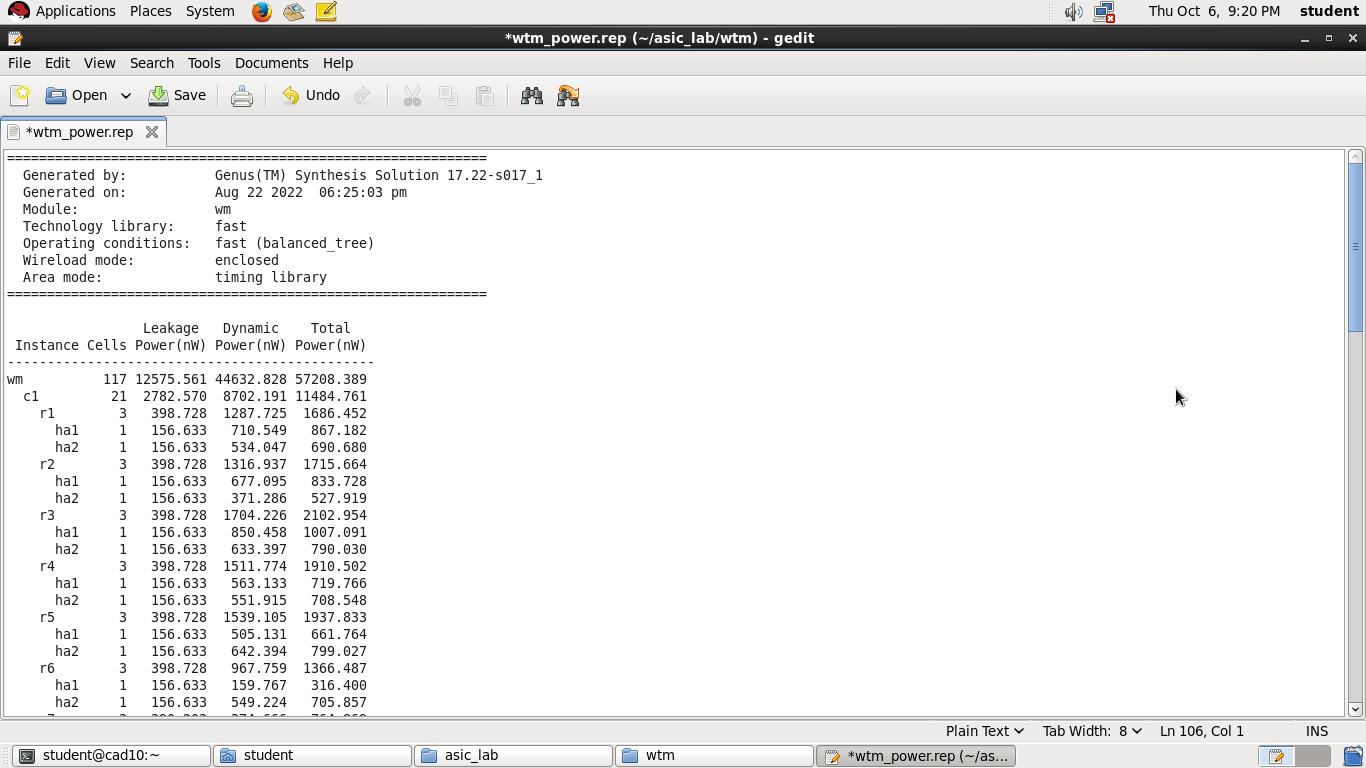 Applications Places System Thu Oct 6, 9:20 PM student
*wtm_power.rep (~/asic_lab/wtm) - gedit
File Edit View Search Tools Documents Help
Open Save Undo
*wtm_power.rep
============================================================
Generated by: Genus(TM) Synthesis Solution 17.22-s017_1
Generated on: Aug 22 2022 06:25:03 pm
Module: wm
Technology library: fast
Operating conditions: fast (balanced_tree)
Wireload mode: enclosed
Area mode: timing library
============================================================
Leakage Dynamic Total
Instance Cells Power(nW) Power(nW) Power(nW)
----------------------------------------------
wm 117 12575.561 44632.828 57208.389
c1 21 2782.570 8702.191 11484.761
r1 3 398.728 1287.725 1686.452
ha1 1 156.633 710.549 867.182
ha2 1 156.633 534.047 690.680
r2 3 398.728 1316.937 1715.664
ha1 1 156.633 677.095 833.728
ha2 1 156.633 371.286 527.919
r3 3 398.728 1704.226 2102.954
ha1 1 156.633 850.458 1007.091
ha2 1 156.633 633.397 790.030
r4 3 398.728 1511.774 1910.502
ha1 1 156.633 563.133 719.766
ha2 1 156.633 551.915 708.548
r5 3 398.728 1539.105 1937.833
ha1 1 156.633 505.131 661.764
ha2 1 156.633 642.394 799.027
r6 3 398.728 967.759 1366.487
ha1 1 156.633 159.767 316.400
ha2 1 156.633 549.224 705.857
Plain Text Tab Width: 8 Ln 106, Col 1 INS
student@cad10:~ student asic_lab wtm *wtm_power.rep (~/as...